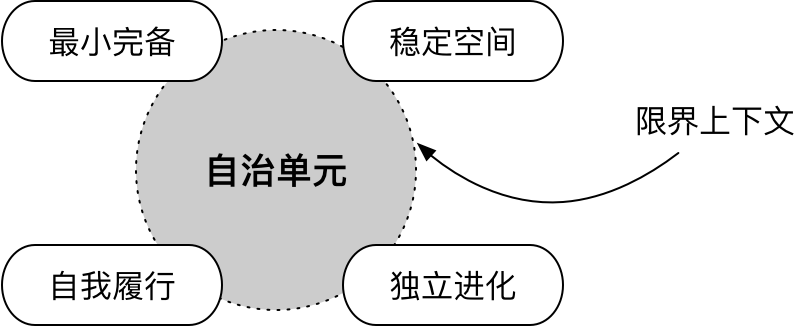 最小完备
稳定空间
限界上下文
自治单元
自我履行
独立进化